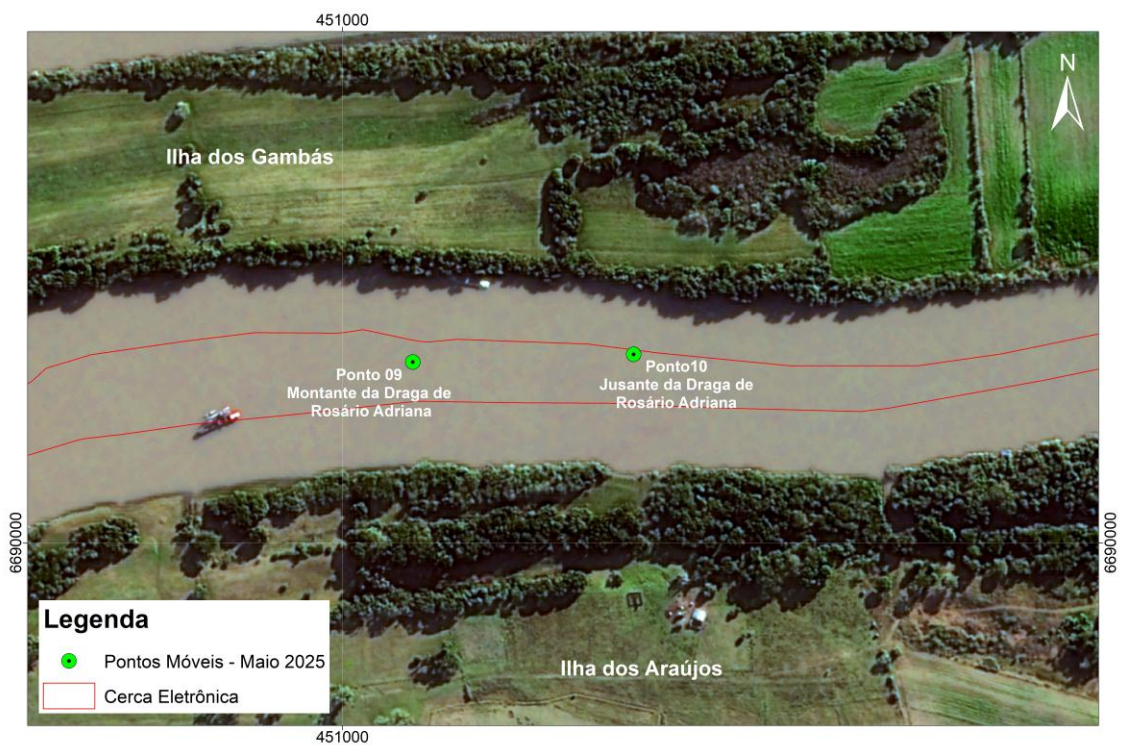 451000
N
Ilha dos Gambás
Ponto 09
Montante da Draga de
Rosário Adriana
Ponto10
Jusante da Draga de
Rosário Adriana
6690000
6690000
Legenda
Pontos Móveis - Maio 2025
Cerca Eletrônica
Ilha dos Araújos
451000